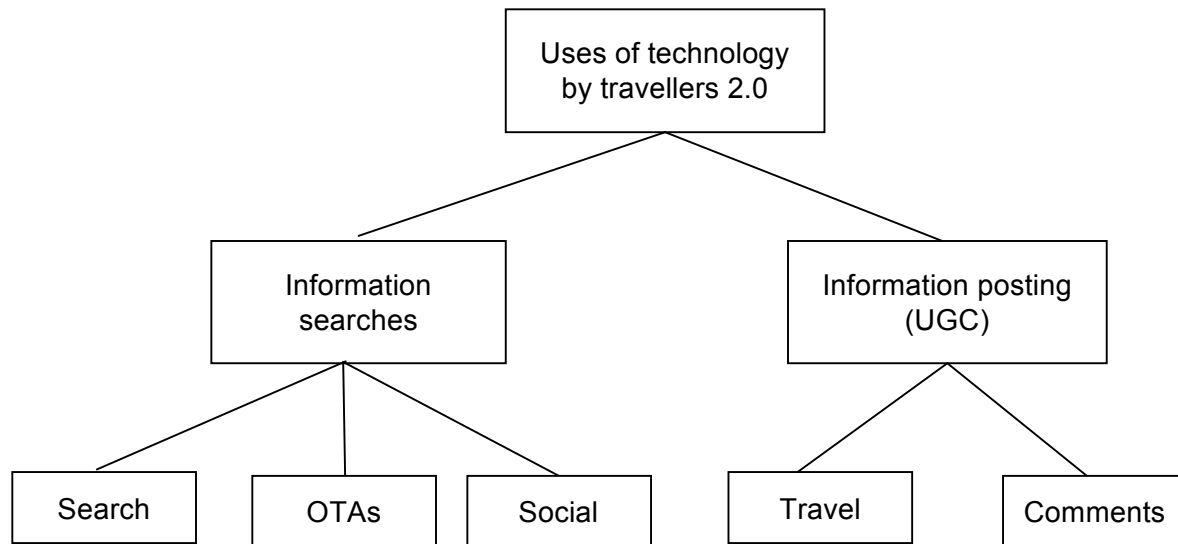 Uses of technology
by travellers 2.0
Information
searches
Information posting
(UGC)
Search
OTAs
Social
Travel
Comments